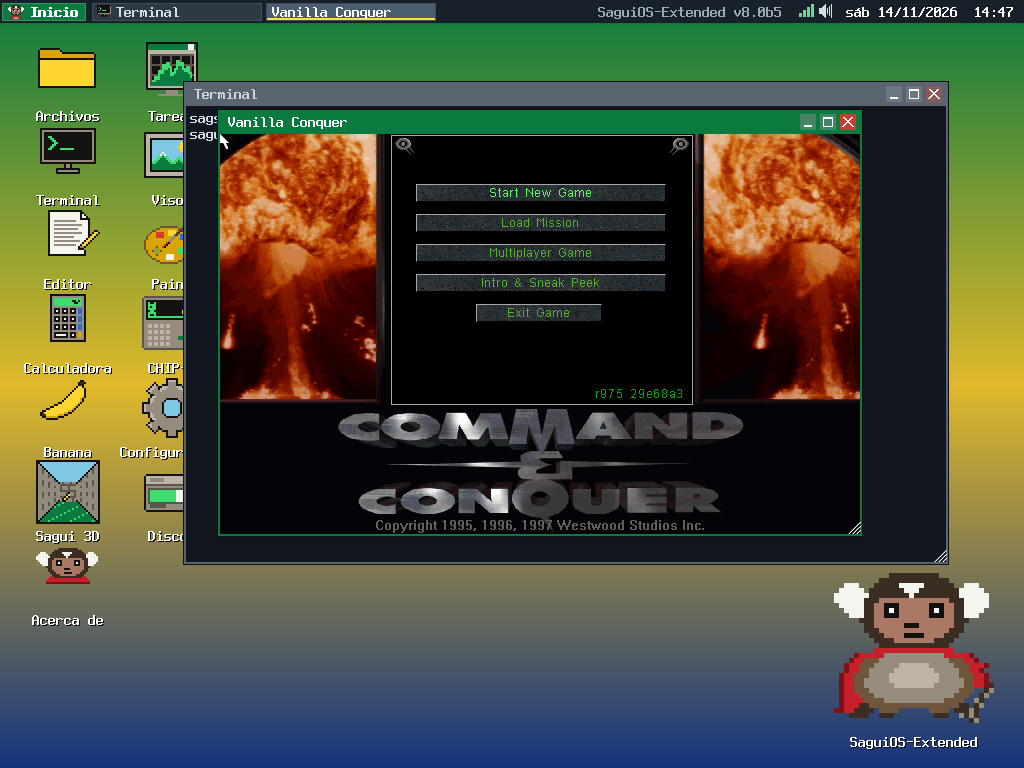 Inicio
Terminal
Vanilla Conquer
SaguiOS-Extended v8.0b5
sáb 14/11/2026
14:47
Archivos
Terminal
Editor
Calculadora
Banana
Sagui 3D
Acerca de
Terminal
Vanilla Conquer
Start New Game
Load Mission
Multiplayer Game
Intro & Sneak Peek
Exit Game
r975 29e68a3
COMMAND
&
CONQUER
Copyright 1995, 1996, 1997 Westwood Studios Inc.
SaguiOS-Extended